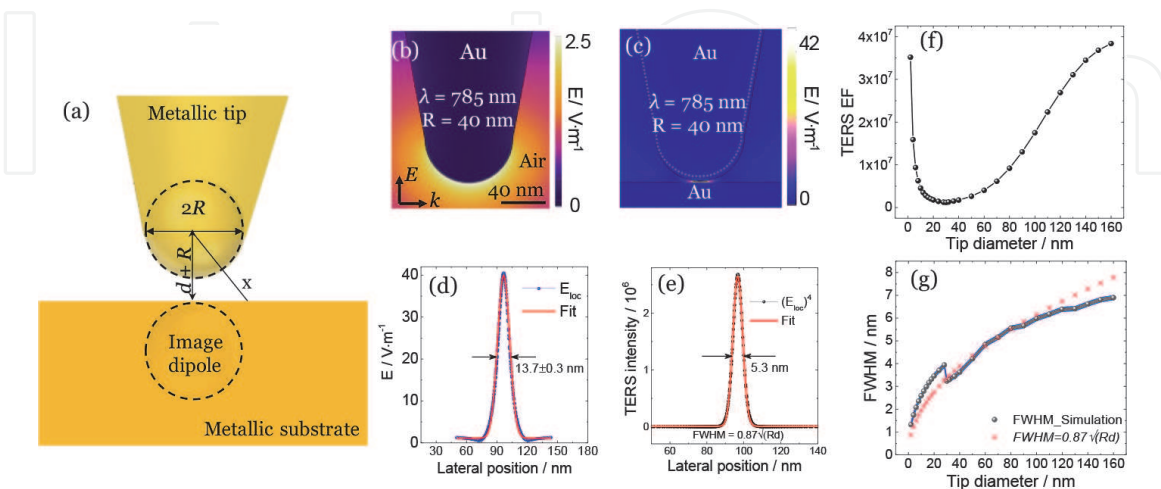 (a)
Metallic tip
2R
d + R
x
Image
dipole
Metallic substrate
(b)
Au
λ = 785 nm
R = 40 nm
Air
E
k
40 nm
2.5
E/ V·m⁻¹
0
(c)
Au
λ = 785 nm
R = 40 nm
Au
42
E/ V·m⁻¹
0
(d)
E / V·m⁻¹
40
30
20
10
0
E_loc
Fit
13.7±0.3 nm
30 60 90 120 150 180
Lateral position / nm
(e)
TERS intensity / 10⁶
2
1
0
(E_loc)⁴
Fit
5.3 nm
FWHM = 0.87√(Rd)
40 60 80 100 120 140
Lateral position / nm
(f)
TERS EF
4x10⁷
3x10⁷
2x10⁷
1x10⁷
0
0 20 40 60 80 100 120 140 160
Tip diameter / nm
(g)
FWHM / nm
8
7
6
5
4
3
2
1
0
FWHM_Simulation
FWHM=0.87√(Rd)
0 20 40 60 80 100 120 140 160
Tip diameter / nm